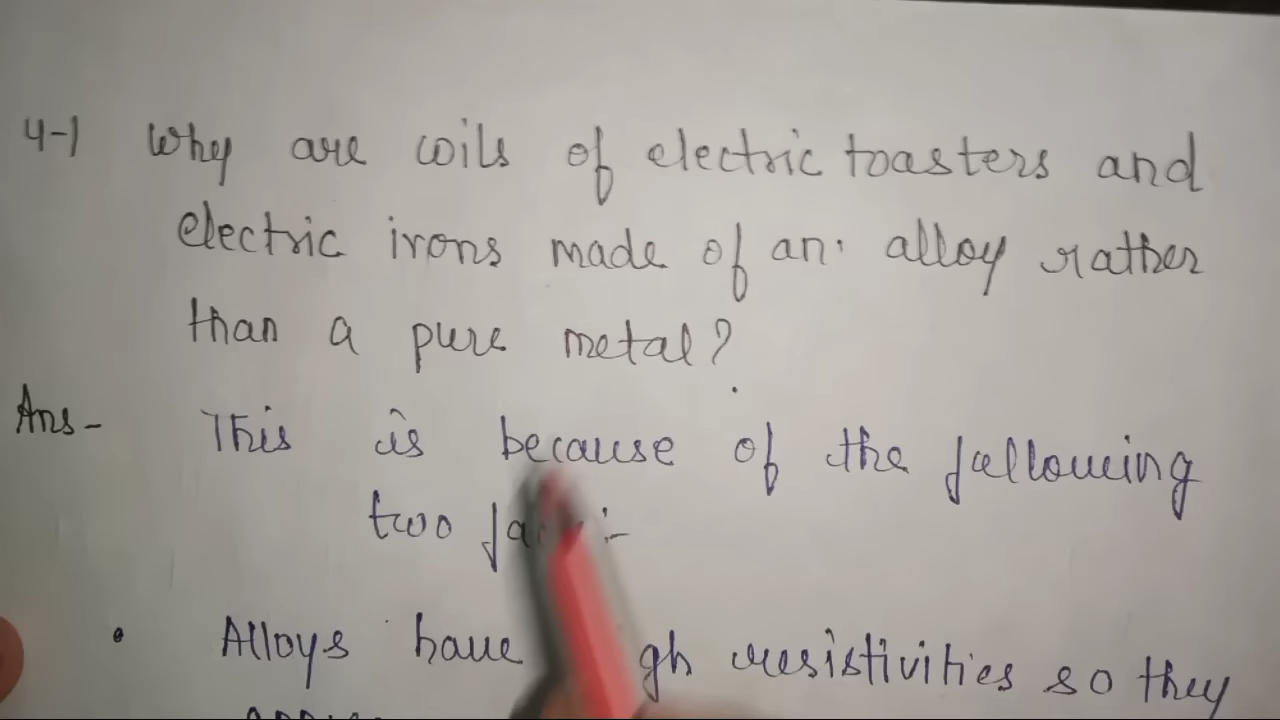 4-1 Why are coils of electric toasters and
electric irons made of an alloy rather
than a pure metal?
Ans- This is because of the following
two
• Alloys have resistivities so they